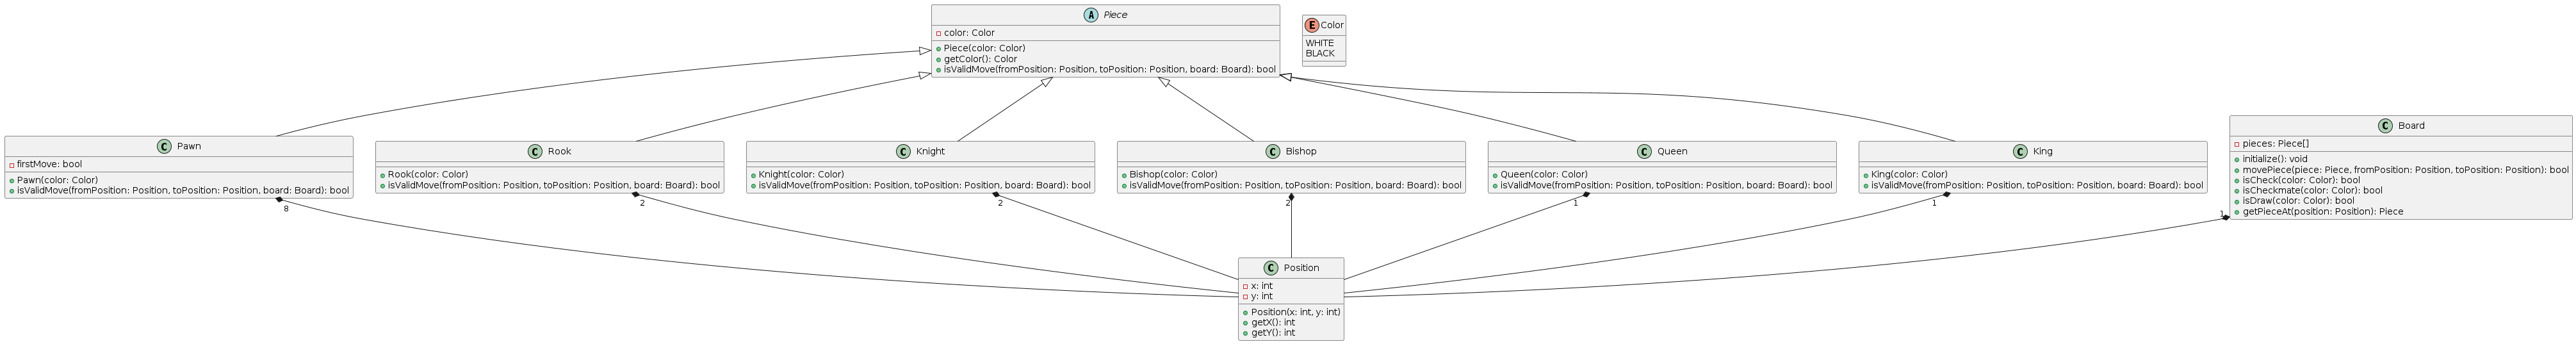 A Piece
color: Color
Piece(color: Color)
getColor(): Color
isValidMove(fromPosition: Position, toPosition: Position, board: Board): bool
E Color
WHITE
BLACK
C Pawn
firstMove: bool
Pawn(color: Color)
isValidMove(fromPosition: Position, toPosition: Position, board: Board): bool
8
C Rook
Rook(color: Color)
isValidMove(fromPosition: Position, toPosition: Position, board: Board): bool
2
C Knight
Knight(color: Color)
isValidMove(fromPosition: Position, toPosition: Position, board: Board): bool
2
C Bishop
Bishop(color: Color)
isValidMove(fromPosition: Position, toPosition: Position, board: Board): bool
2
C Queen
Queen(color: Color)
isValidMove(fromPosition: Position, toPosition: Position, board: Board): bool
1
C King
King(color: Color)
isValidMove(fromPosition: Position, toPosition: Position, board: Board): bool
1
C Board
pieces: Piece[]
initialize(): void
movePiece(piece: Piece, fromPosition: Position, toPosition: Position): bool
isCheck(color: Color): bool
isCheckmate(color: Color): bool
isDraw(color: Color): bool
getPieceAt(position: Position): Piece
1
C Position
x: int
y: int
Position(x: int, y: int)
getX(): int
getY(): int